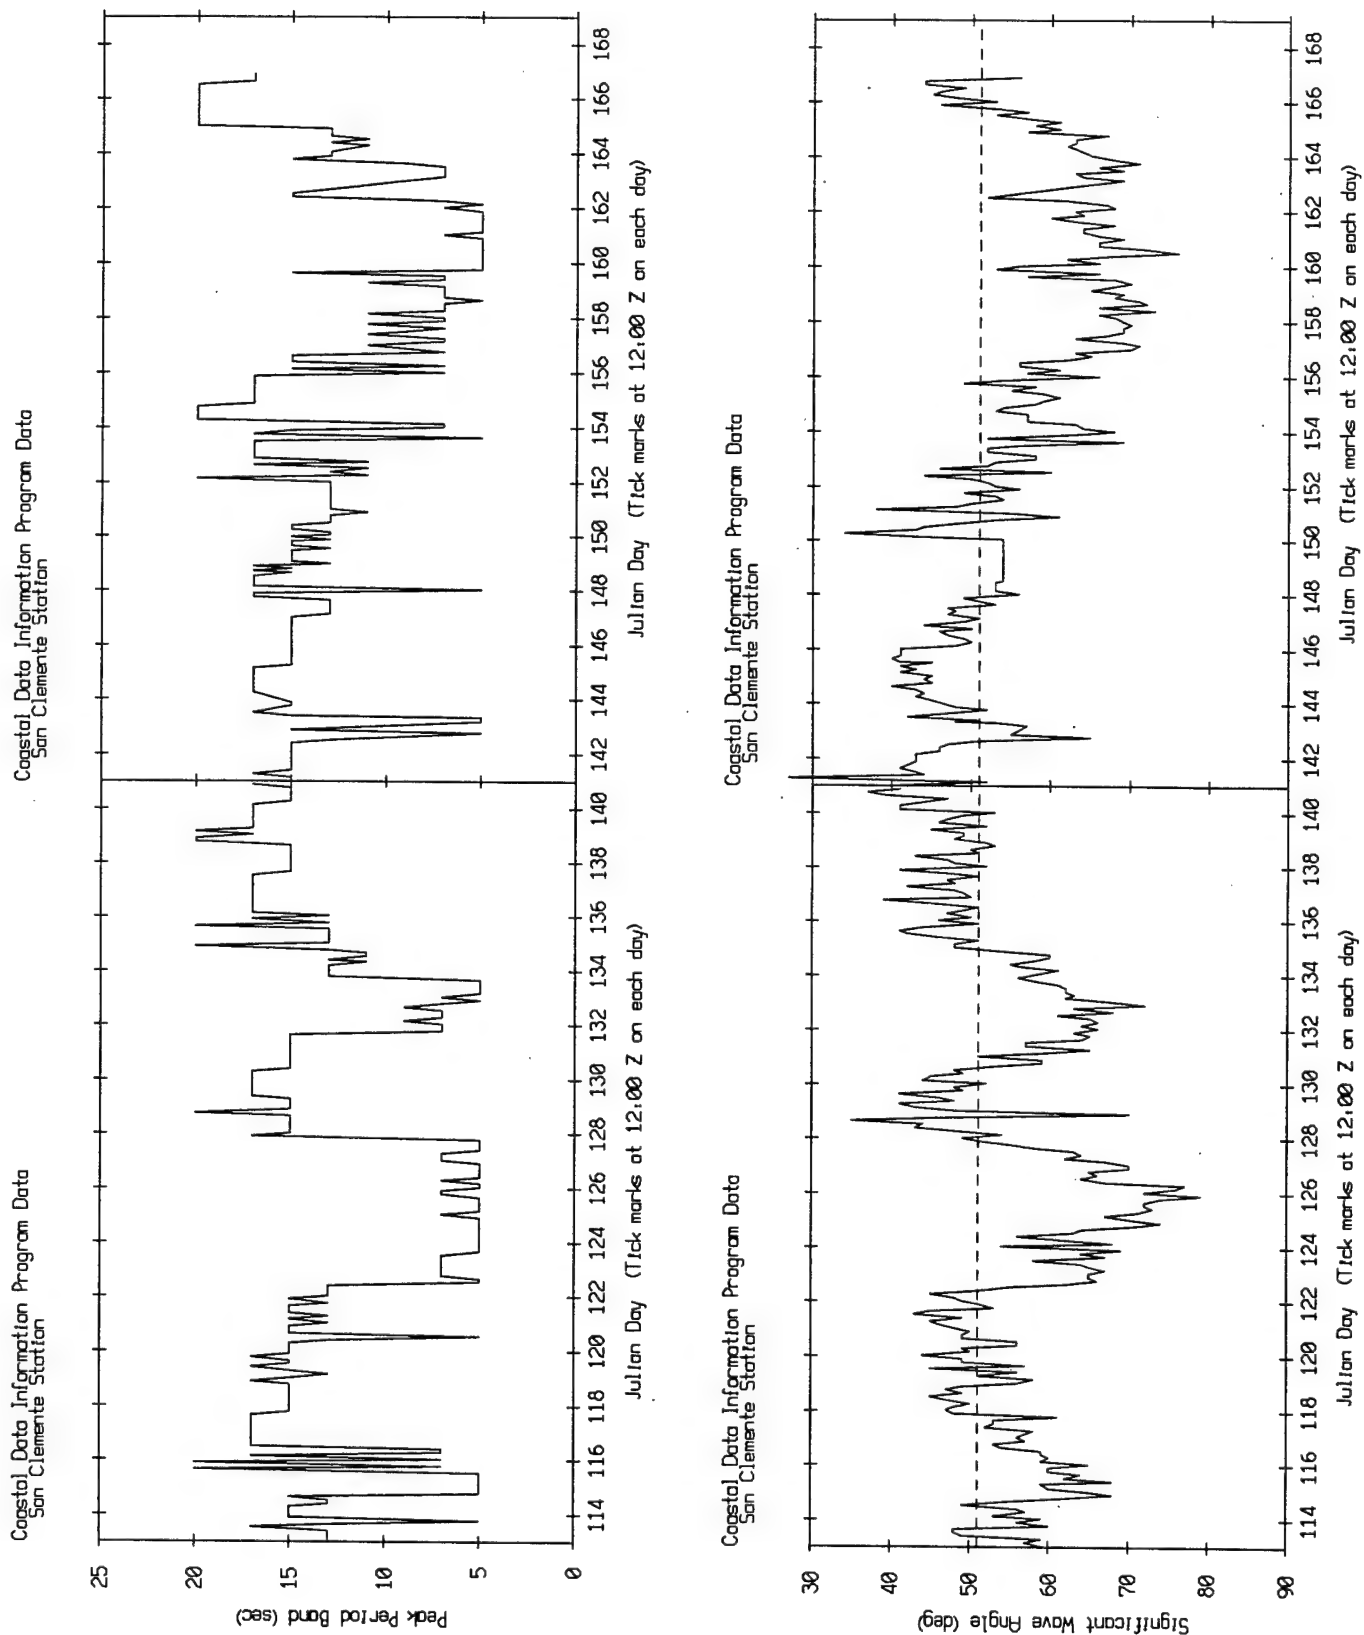 Coastal Data Information Program Data
San Clemente Station
25
20
15
10
5
0
Peak Period Band (sec)
114 116 118 120 122 124 126 128 130 132 134 136 138 140
Julian Day (Tick marks at 12.00 Z on each day)
Coastal Data Information Program Data
San Clemente Station
142 144 146 148 150 152 154 156 158 160 162 164 166 168
Julian Day (Tick marks at 12.00 Z on each day)
Coastal Data Information Program Data
San Clemente Station
30
40
50
60
70
80
90
Significant Wave Angle (deg)
114 116 118 120 122 124 126 128 130 132 134 136 138 140
Julian Day (Tick marks at 12.00 Z on each day)
Coastal Data Information Program Data
San Clemente Station
142 144 146 148 150 152 154 156 158 160 162 164 166 168
Julian Day (Tick marks at 12.00 Z on each day)